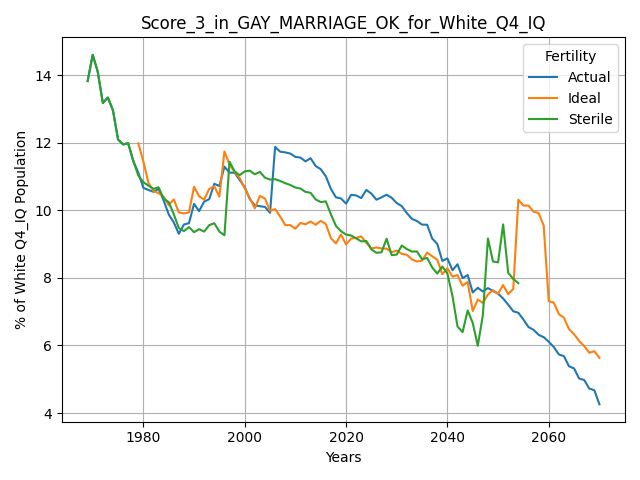 Score_3_in_GAY_MARRIAGE_OK_for_White_Q4_IQ
Fertility
Actual
Ideal
Sterile
% of White Q4_IQ Population
14
12
10
8
6
4
1980
2000
2020
2040
2060
Years